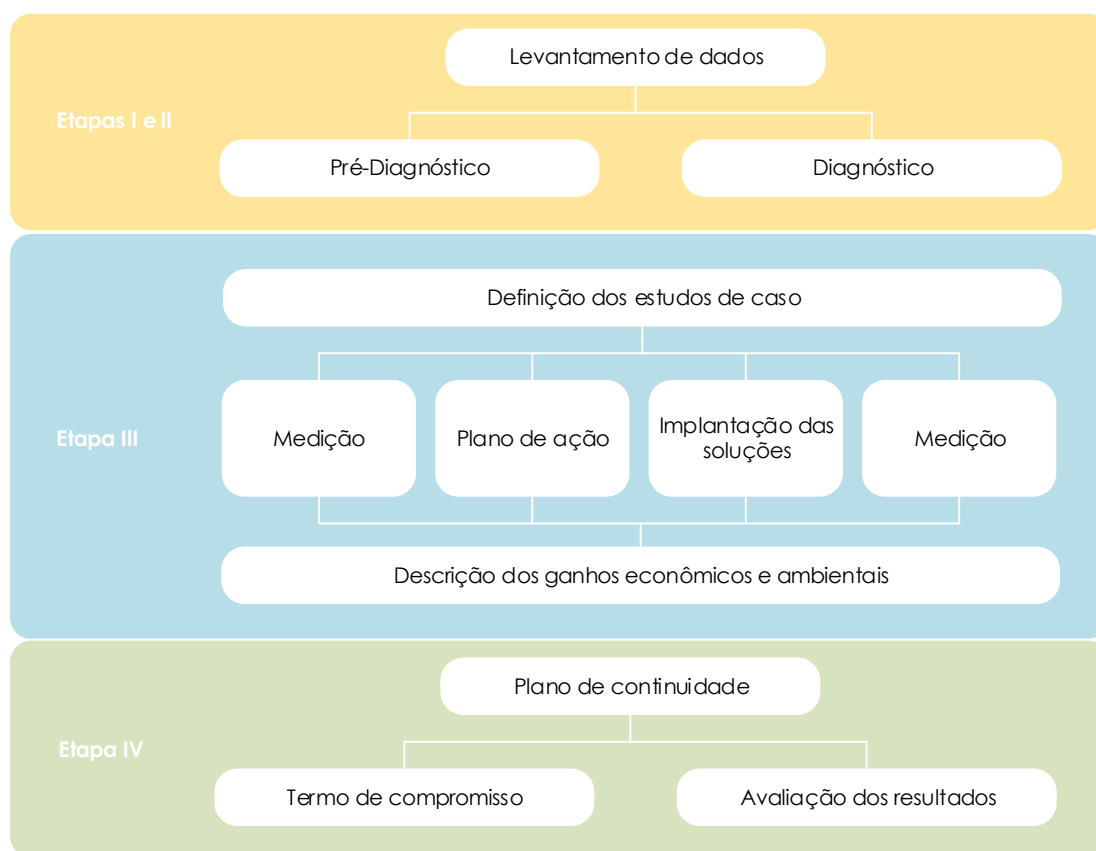 Levantamento de dados
Etapas I e II
Pré-Diagnóstico
Diagnóstico
Definição dos estudos de caso
Etapa III
Medição
Plano de ação
Implantação das
soluções
Medição
Descrição dos ganhos econômicos e ambientais
Plano de continuidade
Etapa IV
Termo de compromisso
Avaliação dos resultados